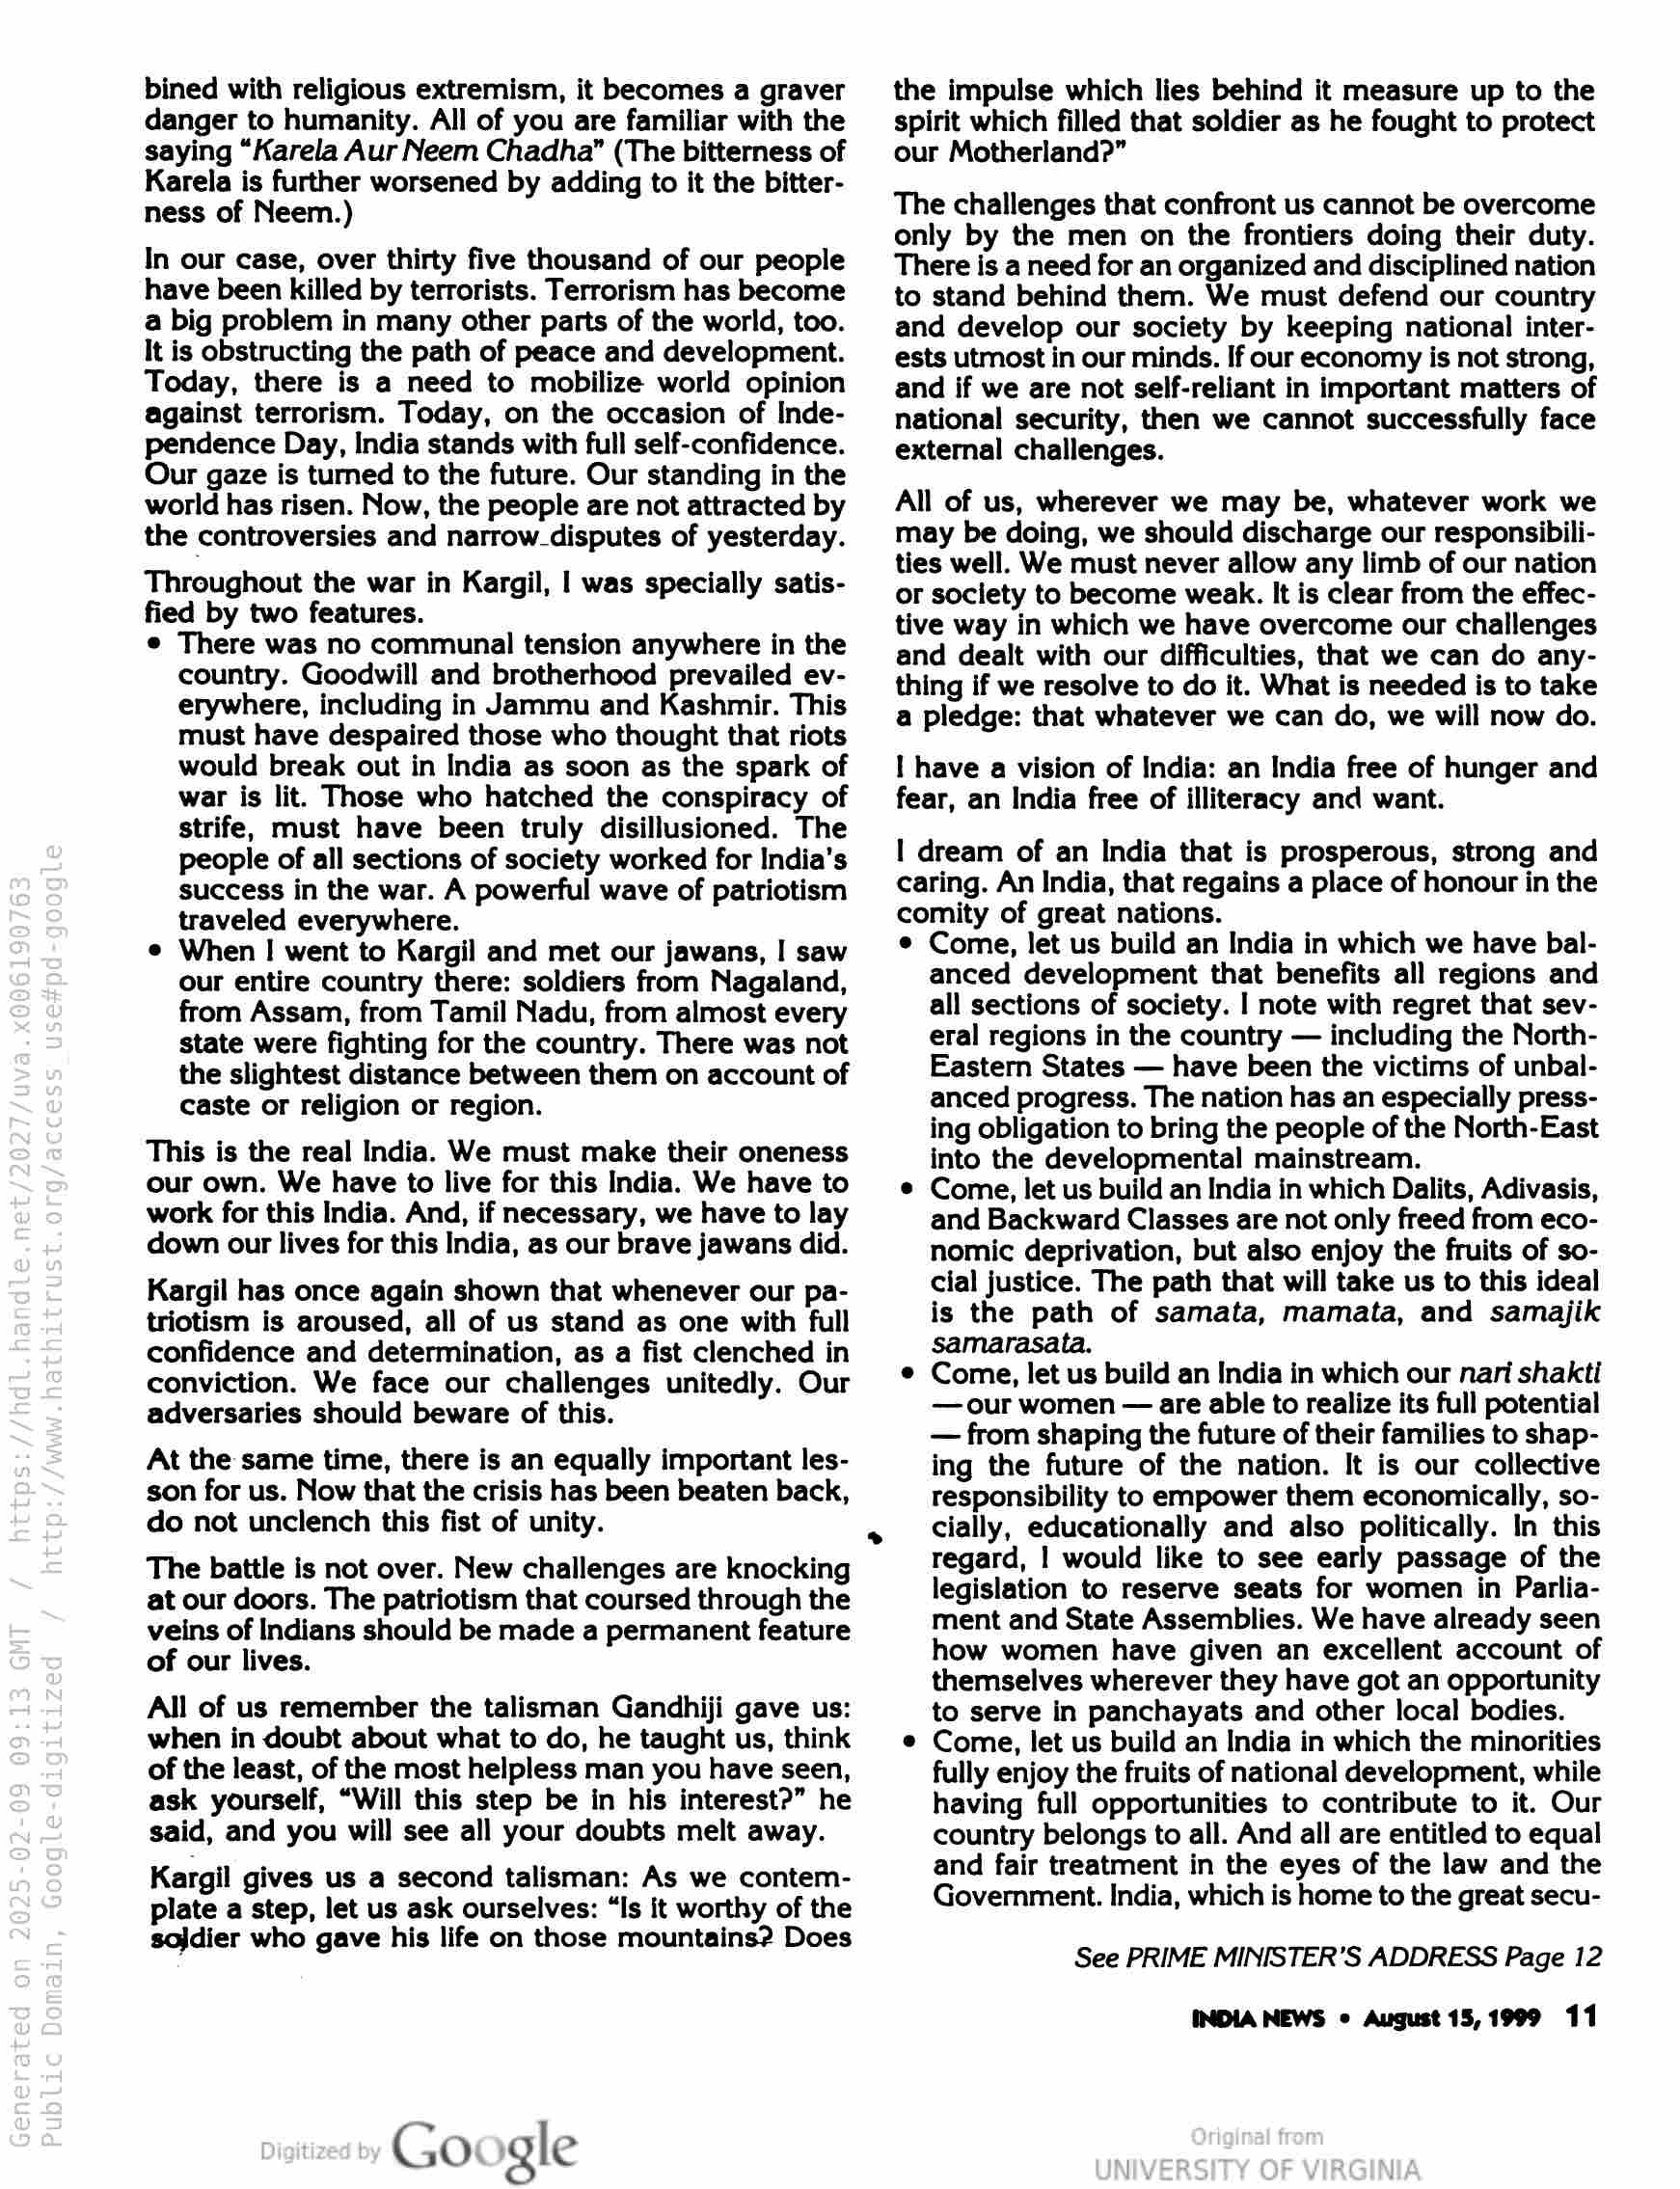 bined with religious extremism, it becomes a graver
danger to humanity. All of you are familiar with the
saying "Karela Aur Neem Chadha" (The bitterness of
Karela is further worsened by adding to it the bitter-
ness of Neem.)
In our case, over thirty five thousand of our people
have been killed by terrorists. Terrorism has become
a big problem in many other parts of the world, too.
It is obstructing the path of peace and development.
Today, there is a need to mobilize world opinion
against terrorism. Today, on the occasion of Inde-
pendence Day, India stands with full self-confidence.
Our gaze is turned to the future. Our standing in the
world has risen. Now, the people are not attracted by
the controversies and narrow disputes of yesterday.
Throughout the war in Kargil, I was specially satis-
fied by two features.
• There was no communal tension anywhere in the
country. Goodwill and brotherhood prevailed ev-
erywhere, including in Jammu and Kashmir. This
must have despaired those who thought that riots
would break out in India as soon as the spark of
war is lit. Those who hatched the conspiracy of
strife, must have been truly disillusioned. The
people of all sections of society worked for India's
success in the war. A powerful wave of patriotism
traveled everywhere.
• When I went to Kargil and met our jawans, I saw
our entire country there: soldiers from Nagaland,
from Assam, from Tamil Nadu, from almost every
state were fighting for the country. There was not
the slightest distance between them on account of
caste or religion or region.
This is the real India. We must make their oneness
our own. We have to live for this India. We have to
work for this India. And, if necessary, we have to lay
down our lives for this India, as our brave jawans did.
Kargil has once again shown that whenever our pa-
triotism is aroused, all of us stand as one with full
confidence and determination, as a fist clenched in
conviction. We face our challenges unitedly. Our
adversaries should beware of this.
At the same time, there is an equally important les-
son for us. Now that the crisis has been beaten back,
do not unclench this fist of unity.
The battle is not over. New challenges are knocking
at our doors. The patriotism that coursed through the
veins of Indians should be made a permanent feature
of our lives.
All of us remember the talisman Gandhiji gave us:
when in doubt about what to do, he taught us, think
of the least, of the most helpless man you have seen,
ask yourself, "Will this step be in his interest?" he
said, and you will see all your doubts melt away.
Kargil gives us a second talisman: As we contem-
plate a step, let us ask ourselves: "Is it worthy of the
soldier who gave his life on those mountains? Does
the impulse which lies behind it measure up to the
spirit which filled that soldier as he fought to protect
our Motherland?"
The challenges that confront us cannot be overcome
only by the men on the frontiers doing their duty.
There is a need for an organized and disciplined nation
to stand behind them. We must defend our country
and develop our society by keeping national inter-
ests utmost in our minds. If our economy is not strong,
and if we are not self-reliant in important matters of
national security, then we cannot successfully face
external challenges.
All of us, wherever we may be, whatever work we
may be doing, we should discharge our responsibili-
ties well. We must never allow any limb of our nation
or society to become weak. It is clear from the effec-
tive way in which we have overcome our challenges
and dealt with our difficulties, that we can do any-
thing if we resolve to do it. What is needed is to take
a pledge: that whatever we can do, we will now do.
I have a vision of India: an India free of hunger and
fear, an India free of illiteracy and want.
I dream of an India that is prosperous, strong and
caring. An India, that regains a place of honour in the
comity of great nations.
• Come, let us build an India in which we have bal-
anced development that benefits all regions and
all sections of society. I note with regret that sev-
eral regions in the country — including the North-
Eastern States — have been the victims of unbal-
anced progress. The nation has an especially press-
ing obligation to bring the people of the North-East
into the developmental mainstream.
• Come, let us build an India in which Dalits, Adivasis,
and Backward Classes are not only freed from eco-
nomic deprivation, but also enjoy the fruits of so-
cial justice. The path that will take us to this ideal
is the path of samata, mamata, and samajik
samarasata.
• Come, let us build an India in which our nari shakti
— our women — are able to realize its full potential
— from shaping the future of their families to shap-
ing the future of the nation. It is our collective
responsibility to empower them economically, so-
cially, educationally and also politically. In this
regard, I would like to see early passage of the
legislation to reserve seats for women in Parlia-
ment and State Assemblies. We have already seen
how women have given an excellent account of
themselves wherever they have got an opportunity
to serve in panchayats and other local bodies.
• Come, let us build an India in which the minorities
fully enjoy the fruits of national development, while
having full opportunities to contribute to it. Our
country belongs to all. And all are entitled to equal
and fair treatment in the eyes of the law and the
Government. India, which is home to the great secu-
See PRIME MINISTER'S ADDRESS Page 12
INDIA NEWS • August 15, 1999 11
Generated on 2025-02-09 09:13 GMT / https://hdl.handle.net/2027/uva.x006190763
Public Domain, Google-digitized / http://www.hathitrust.org/access_use#pd-google
Digitized by Google
Original from
UNIVERSITY OF VIRGINIA